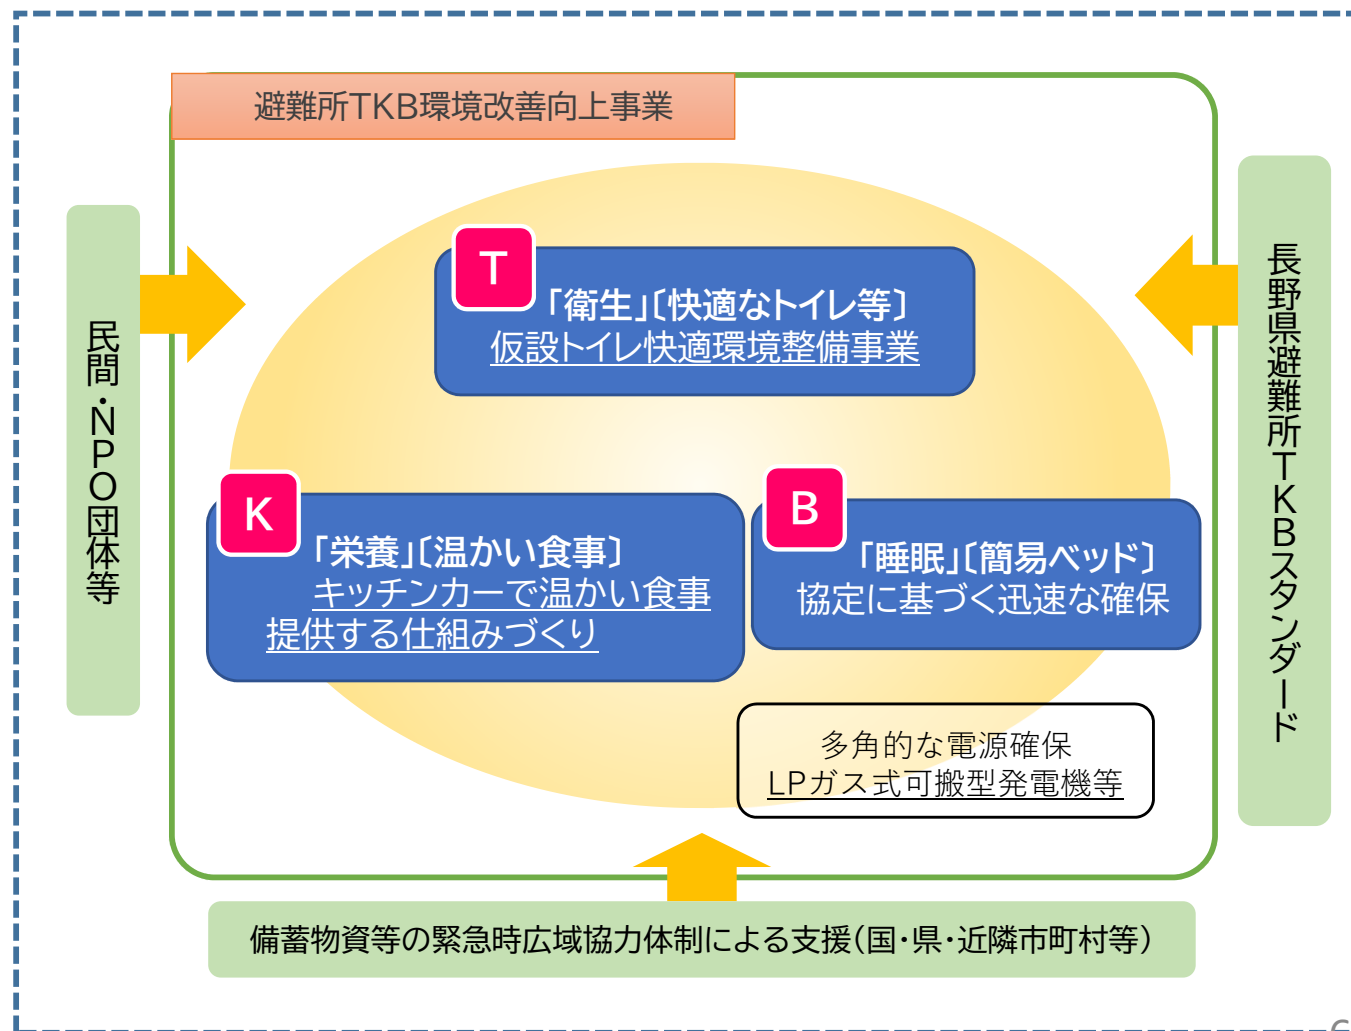 避難所TKB環境改善向上事業
民間・NPO団体等
長野県避難所TKBスタンダード
T
「衛生」〔快適なトイレ等〕
仮設トイレ快適環境整備事業
K
「栄養」〔温かい食事〕
キッチンカーで温かい食事
提供する仕組みづくり
B
「睡眠」〔簡易ベッド〕
協定に基づく迅速な確保
多角的な電源確保
LPガス式可搬型発電機等
備蓄物資等の緊急時広域協力体制による支援(国・県・近隣市町村等)